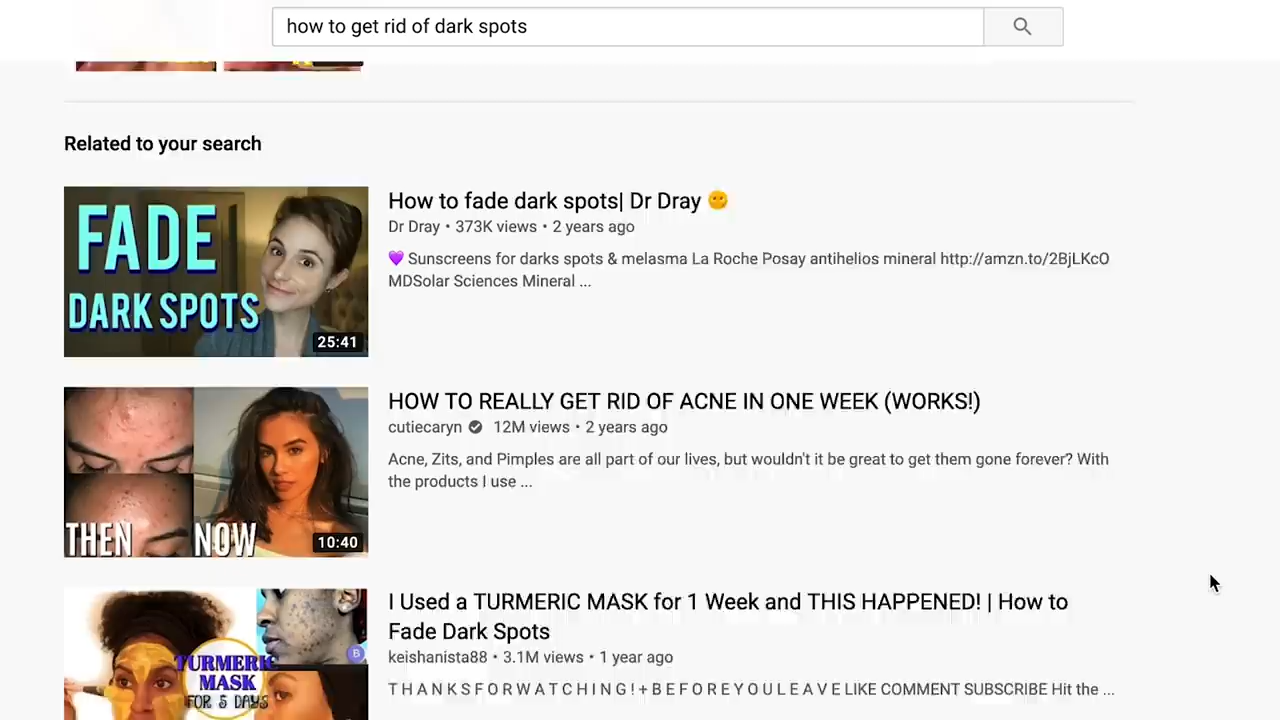 how to get rid of dark spots
Related to your search
FADE
DARK SPOTS
25:41
How to fade dark spots| Dr Dray 🌝
Dr Dray • 373K views • 2 years ago
💜 Sunscreens for darks spots & melasma La Roche Posay antihelios mineral http://amzn.to/2BjLKcO
MDSolar Sciences Mineral ...
THEN NOW
10:40
HOW TO REALLY GET RID OF ACNE IN ONE WEEK (WORKS!)
cutiecaryn 12M views • 2 years ago
Acne, Zits, and Pimples are all part of our lives, but wouldn't it be great to get them gone forever? With
the products I use ...
TURMERIC
MASK
FOR 5 DAYS
B
I Used a TURMERIC MASK for 1 Week and THIS HAPPENED! | How to
Fade Dark Spots
keishanista88 • 3.1M views • 1 year ago
T H A N K S F O R W A T C H I N G ! + B E F O R E Y O U L E A V E LIKE COMMENT SUBSCRIBE Hit the ...